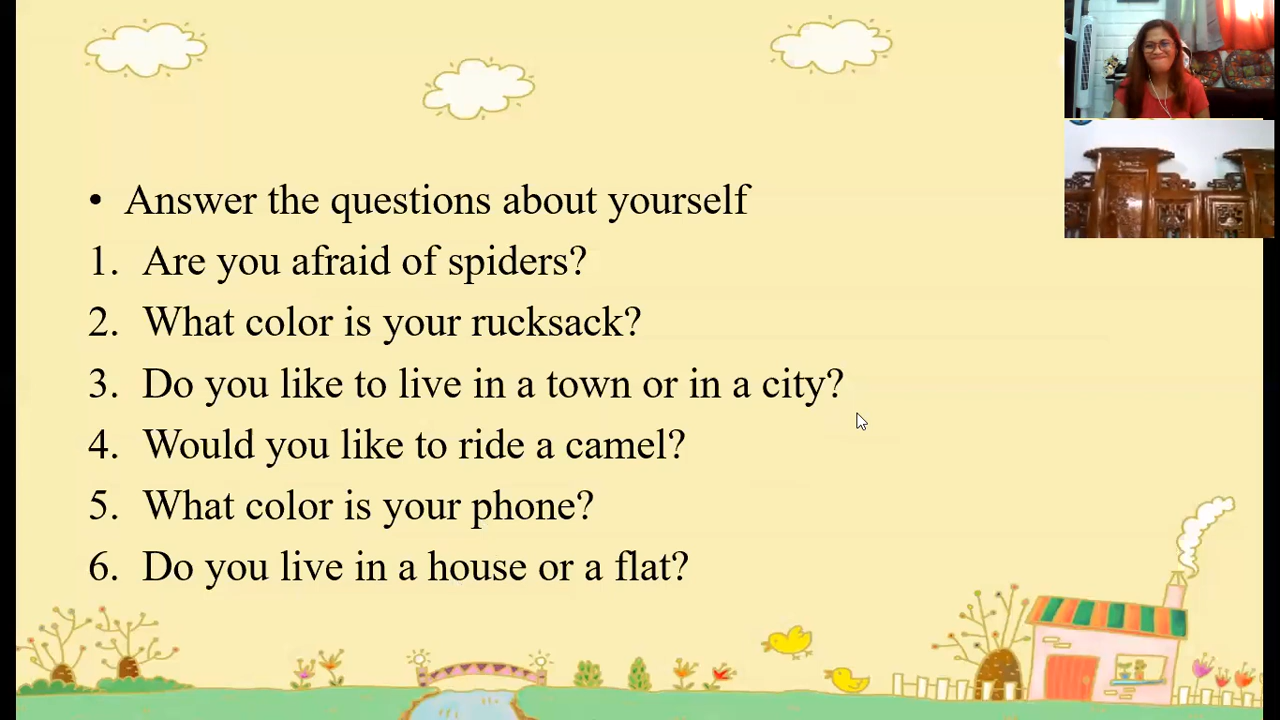 • Answer the questions about yourself
1. Are you afraid of spiders?
2. What color is your rucksack?
3. Do you like to live in a town or in a city?
4. Would you like to ride a camel?
5. What color is your phone?
6. Do you live in a house or a flat?